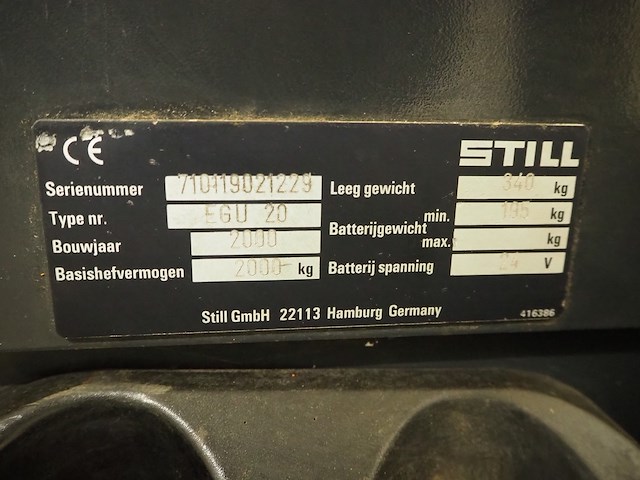 CE STILL
Serienummer 710119021229 Leeg gewicht 340 kg
Type nr. EGU 20 Batterijgewicht min. 195 kg
Bouwjaar 2000 max. kg
Basishefvermogen 2000 kg Batterij spanning 24 V
Still GmbH 22113 Hamburg Germany 416386